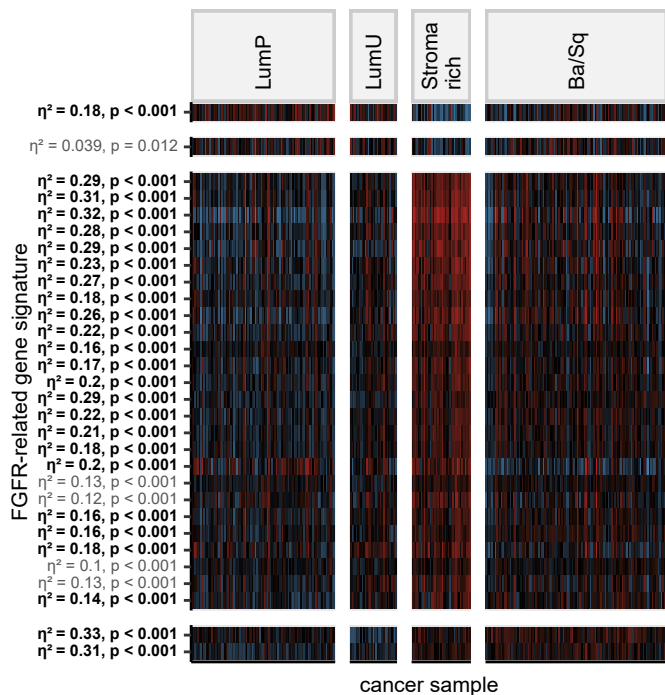 LumP
LumU
Stroma
rich
Ba/Sq
FGFR-related gene signature
η² = 0.18, p < 0.001
η² = 0.039, p = 0.012
η² = 0.29, p < 0.001
η² = 0.31, p < 0.001
η² = 0.32, p < 0.001
η² = 0.28, p < 0.001
η² = 0.29, p < 0.001
η² = 0.23, p < 0.001
η² = 0.27, p < 0.001
η² = 0.18, p < 0.001
η² = 0.26, p < 0.001
η² = 0.22, p < 0.001
η² = 0.16, p < 0.001
η² = 0.17, p < 0.001
η² = 0.2, p < 0.001
η² = 0.29, p < 0.001
η² = 0.22, p < 0.001
η² = 0.21, p < 0.001
η² = 0.18, p < 0.001
η² = 0.2, p < 0.001
η² = 0.13, p < 0.001
η² = 0.12, p < 0.001
η² = 0.16, p < 0.001
η² = 0.16, p < 0.001
η² = 0.18, p < 0.001
η² = 0.1, p < 0.001
η² = 0.13, p < 0.001
η² = 0.14, p < 0.001
η² = 0.33, p < 0.001
η² = 0.31, p < 0.001
cancer sample